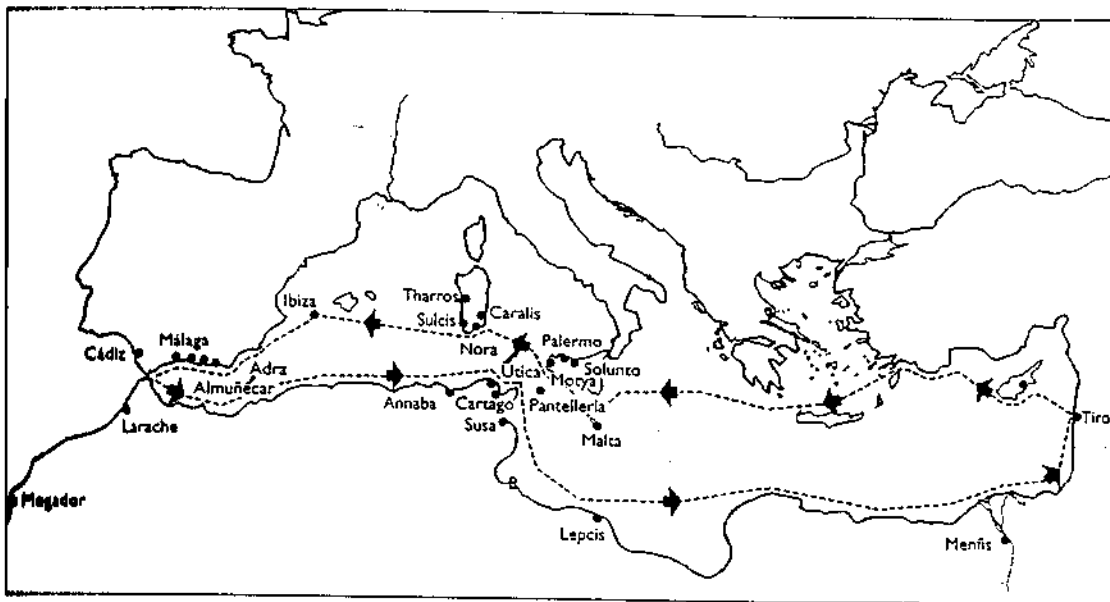 Tharros
Ibiza
Caralis
Sulcis
Nora
Palermo
Cádiz
Málaga
Adra
Utica
Motya
Solunto
Almuñécar
Annaba
Cartago
Pantellería
Larache
Susa
Malta
Tiro
Mogador
Lepcis
Menfis